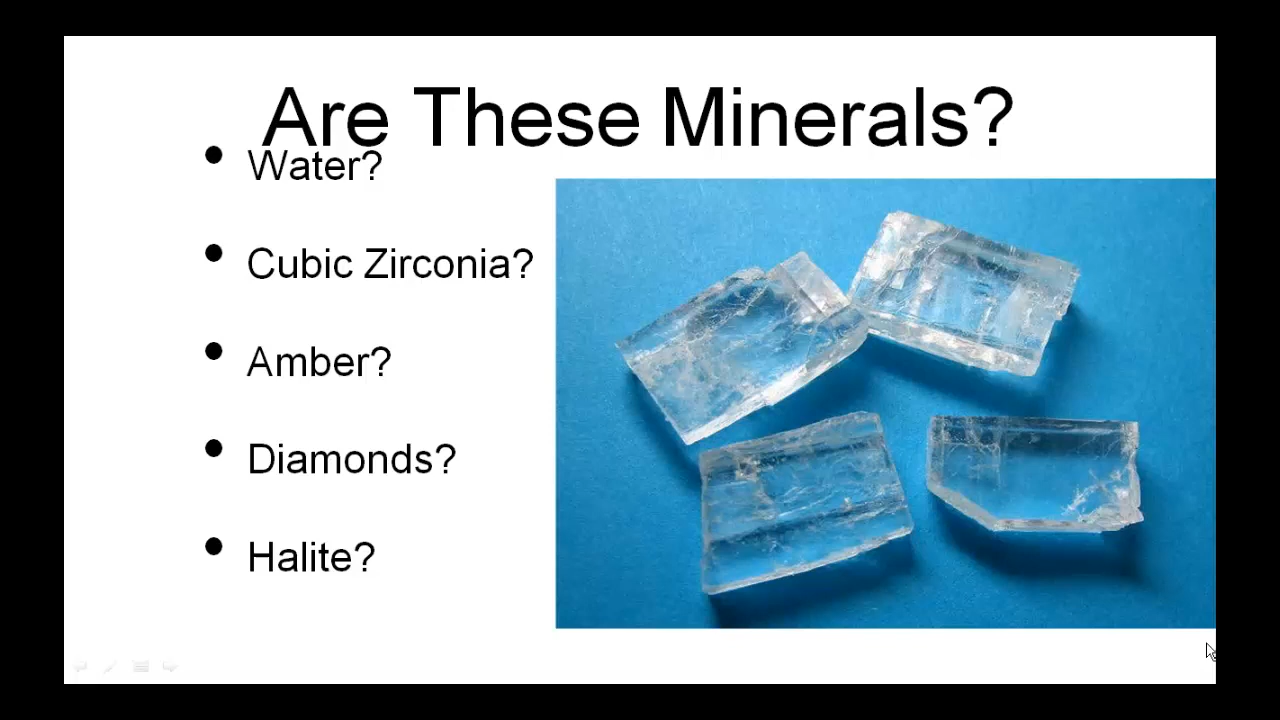 Are These Minerals?
• Water?
• Cubic Zirconia?
• Amber?
• Diamonds?
• Halite?